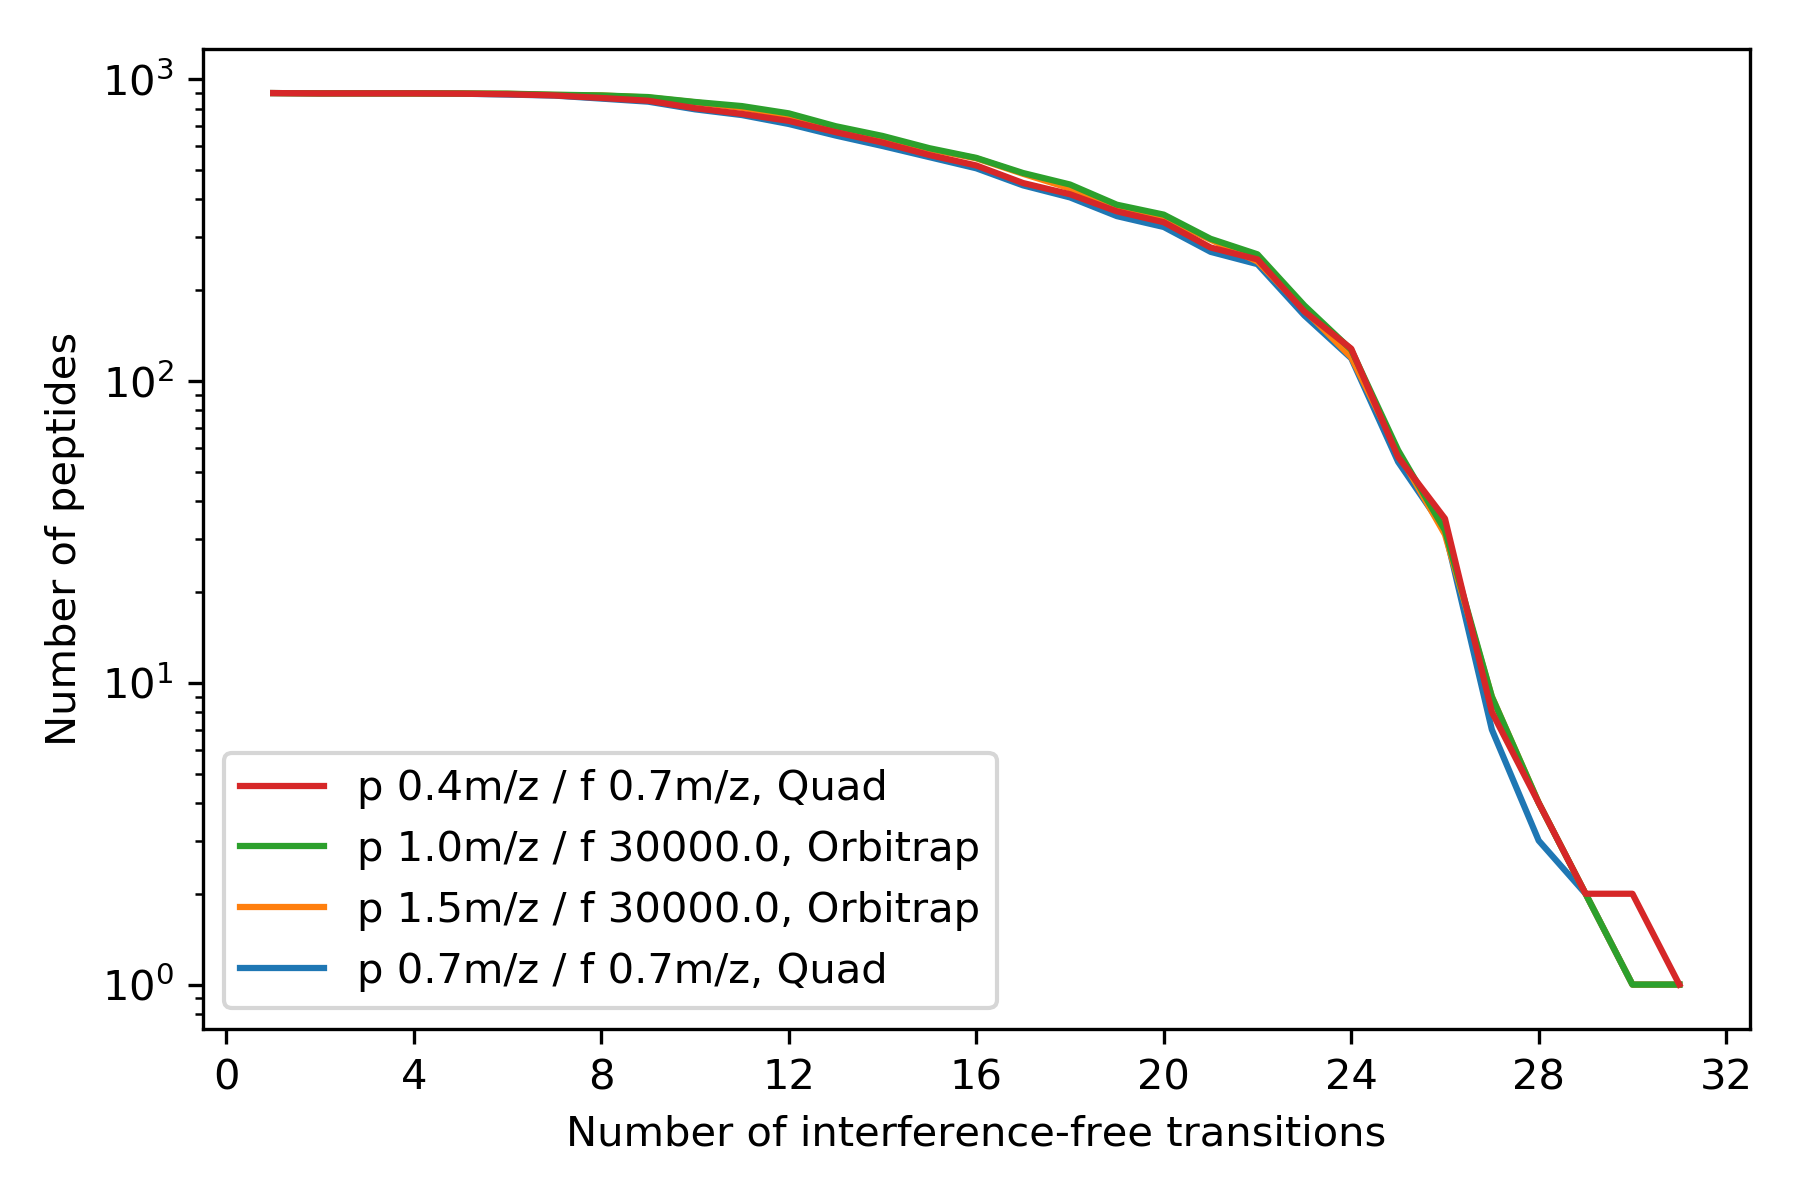 10³
10²
10¹
10⁰
Number of peptides
p 0.4m/z / f 0.7m/z, Quad
p 1.0m/z / f 30000.0, Orbitrap
p 1.5m/z / f 30000.0, Orbitrap
p 0.7m/z / f 0.7m/z, Quad
0 4 8 12 16 20 24 28 32
Number of interference-free transitions